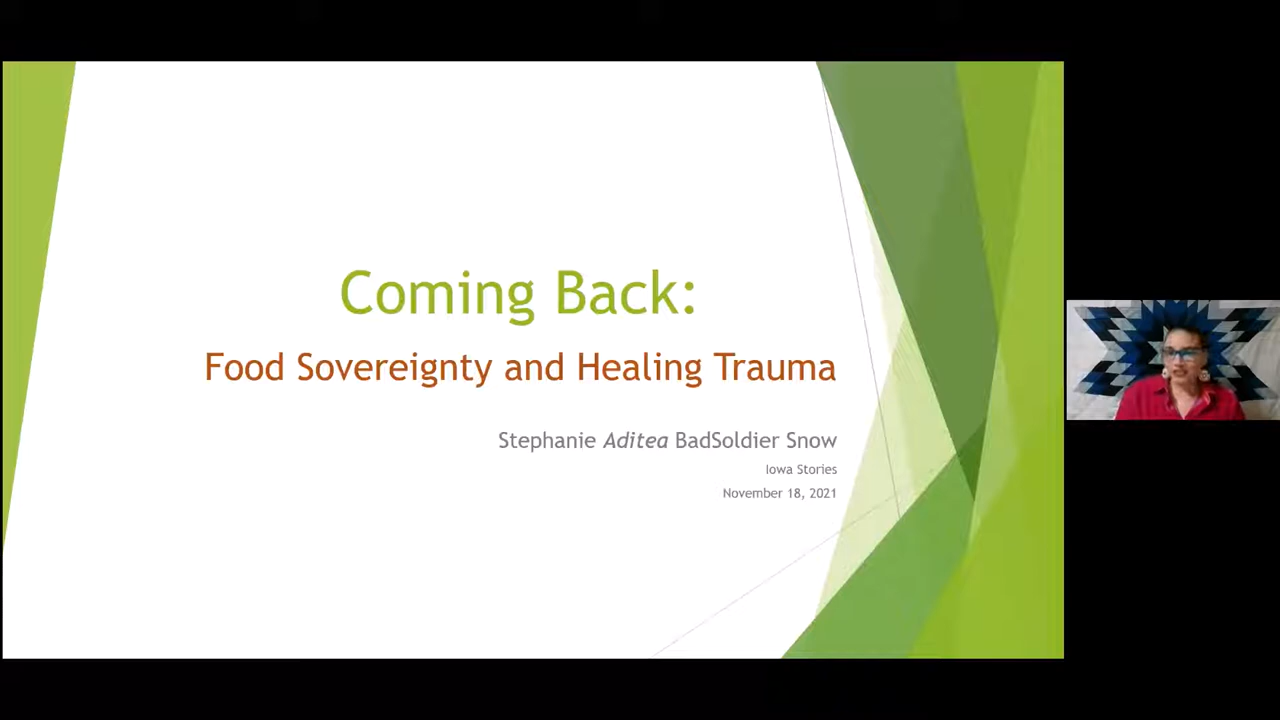 Coming Back:
Food Sovereignty and Healing Trauma
Stephanie Aditea BadSoldier Snow
Iowa Stories
November 18, 2021